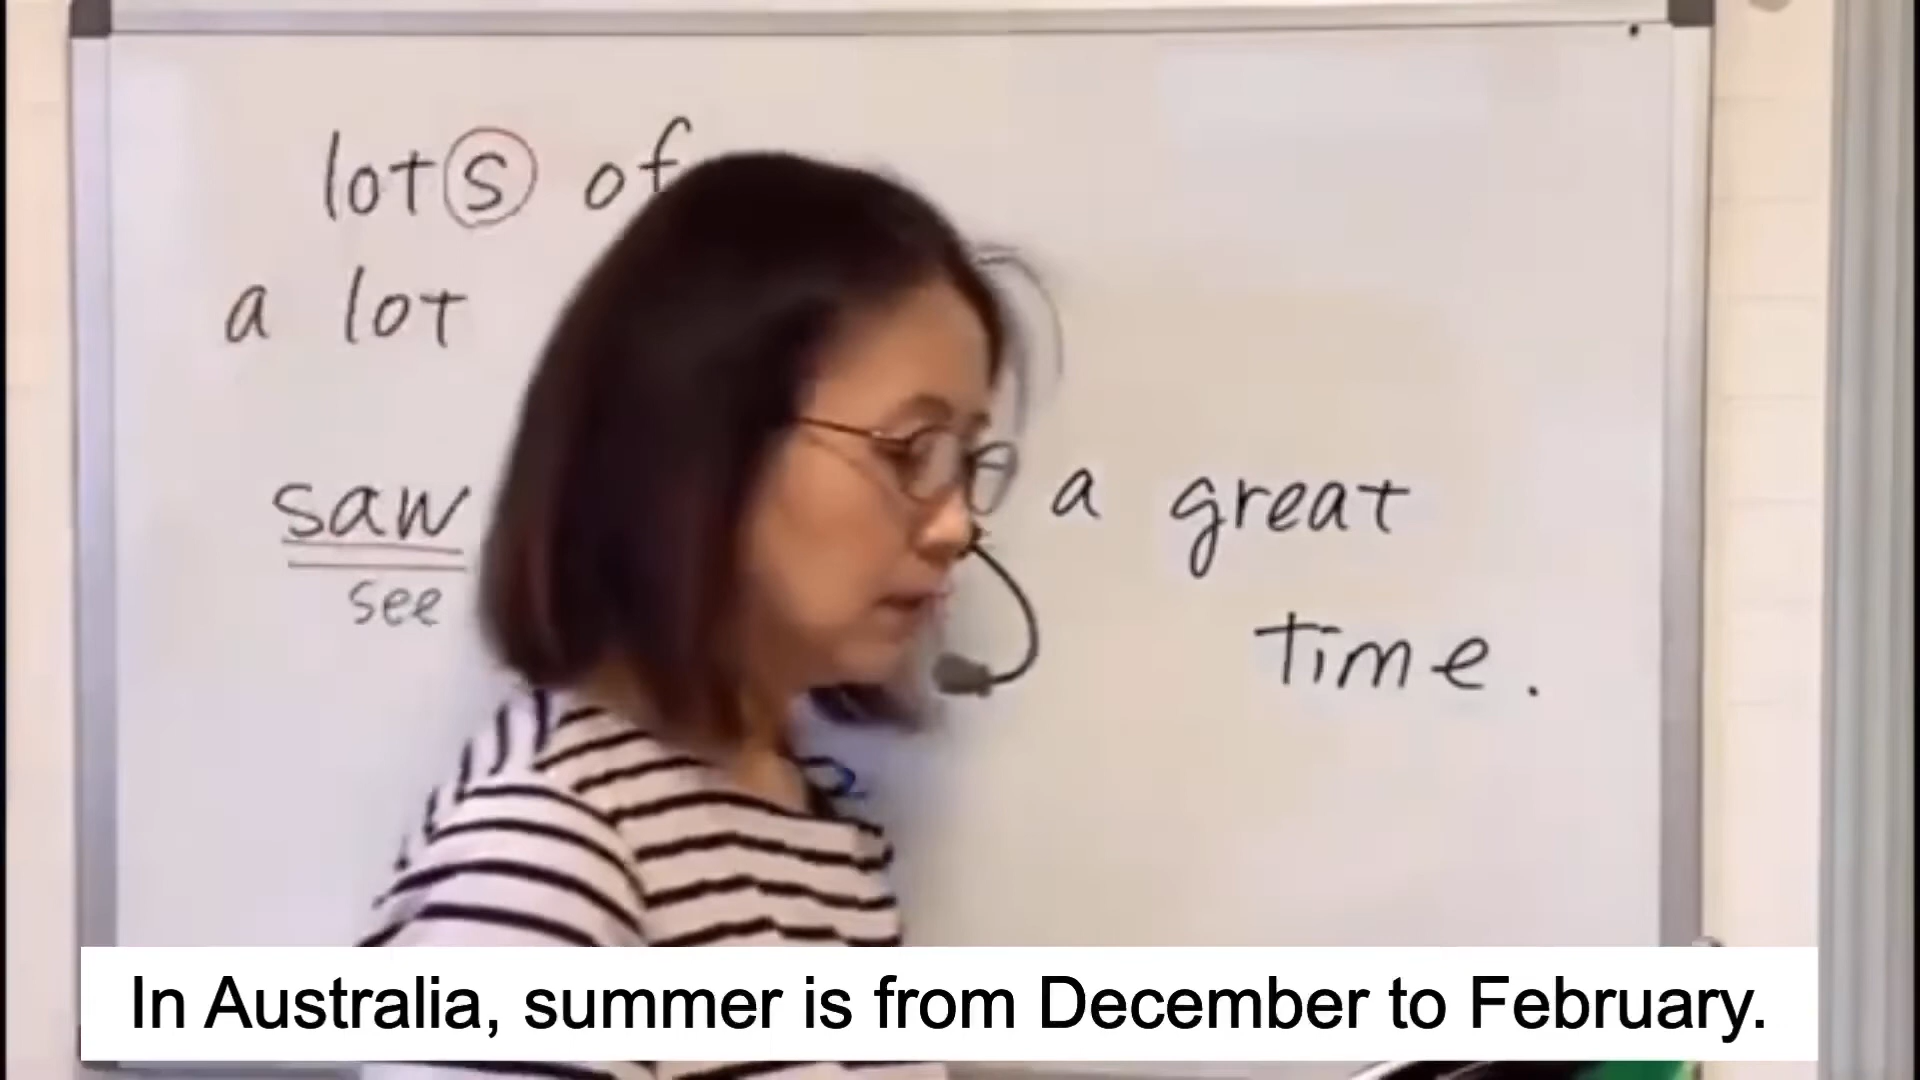 lots of
a lot
saw a great
see
time.
In Australia, summer is from December to February.